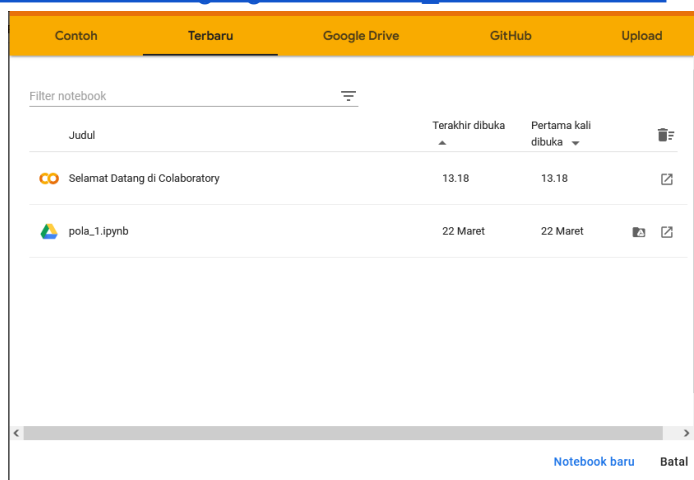 Contoh Terbaru Google Drive GitHub Upload
Filter notebook
Judul Terakhir dibuka Pertama kali dibuka
Selamat Datang di Colaboratory 13.18 13.18
pola_1.ipynb 22 Maret 22 Maret
Notebook baru Batal